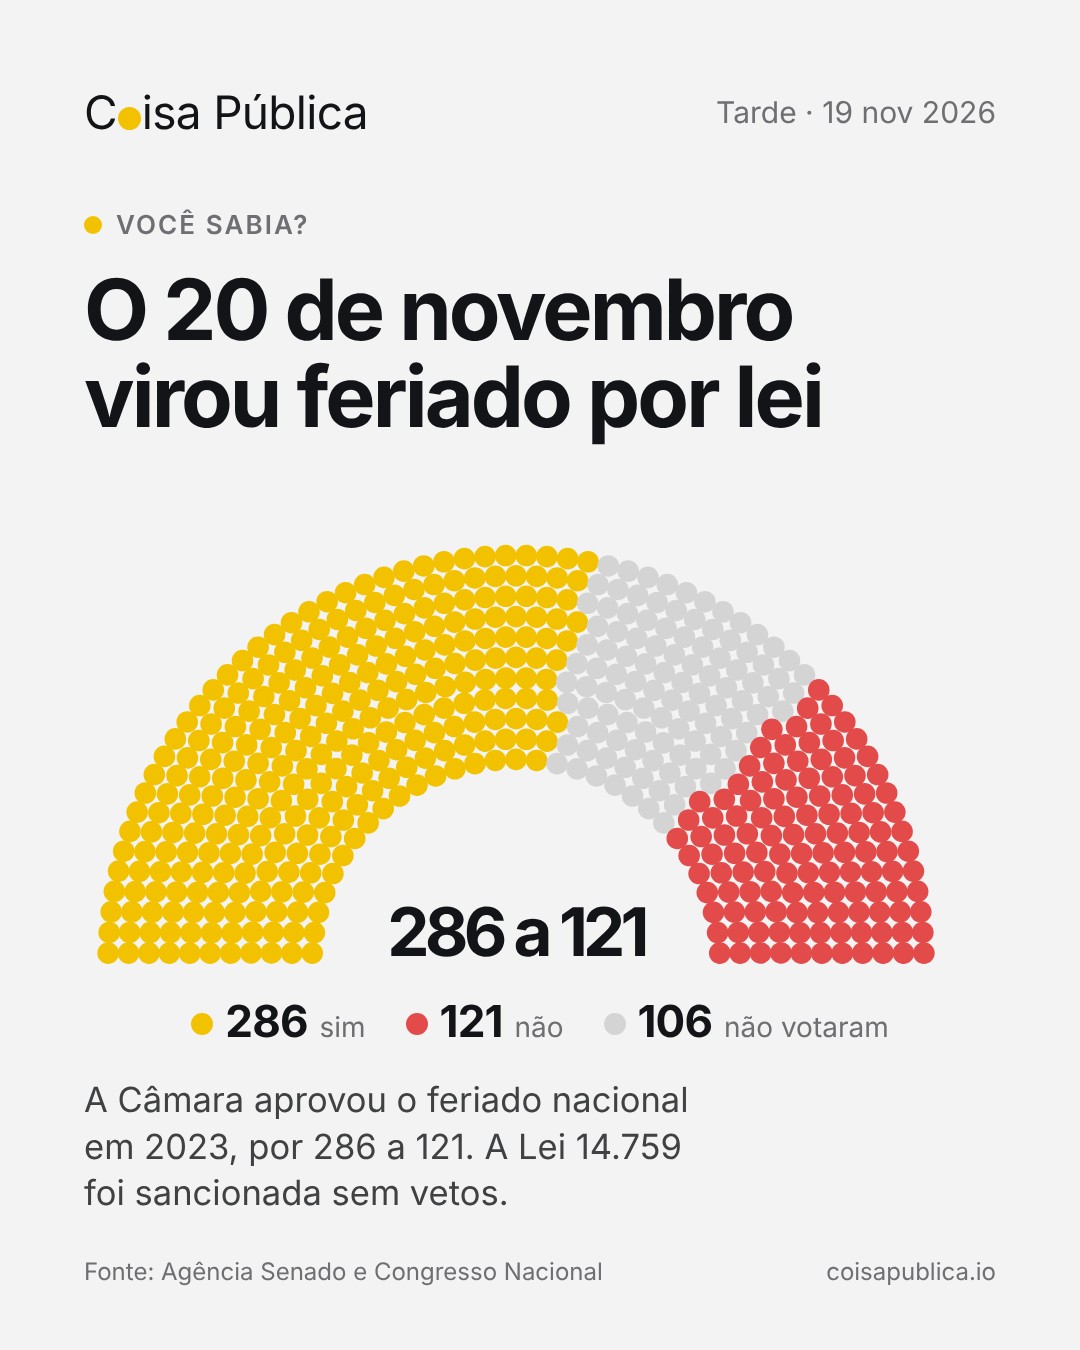 Coisa Pública
Tarde · 19 nov 2026
VOCÊ SABIA?
O 20 de novembro
virou feriado por lei
286 a 121
286 sim 121 não 106 não votaram
A Câmara aprovou o feriado nacional
em 2023, por 286 a 121. A Lei 14.759
foi sancionada sem vetos.
Fonte: Agência Senado e Congresso Nacional
coisapublica.io